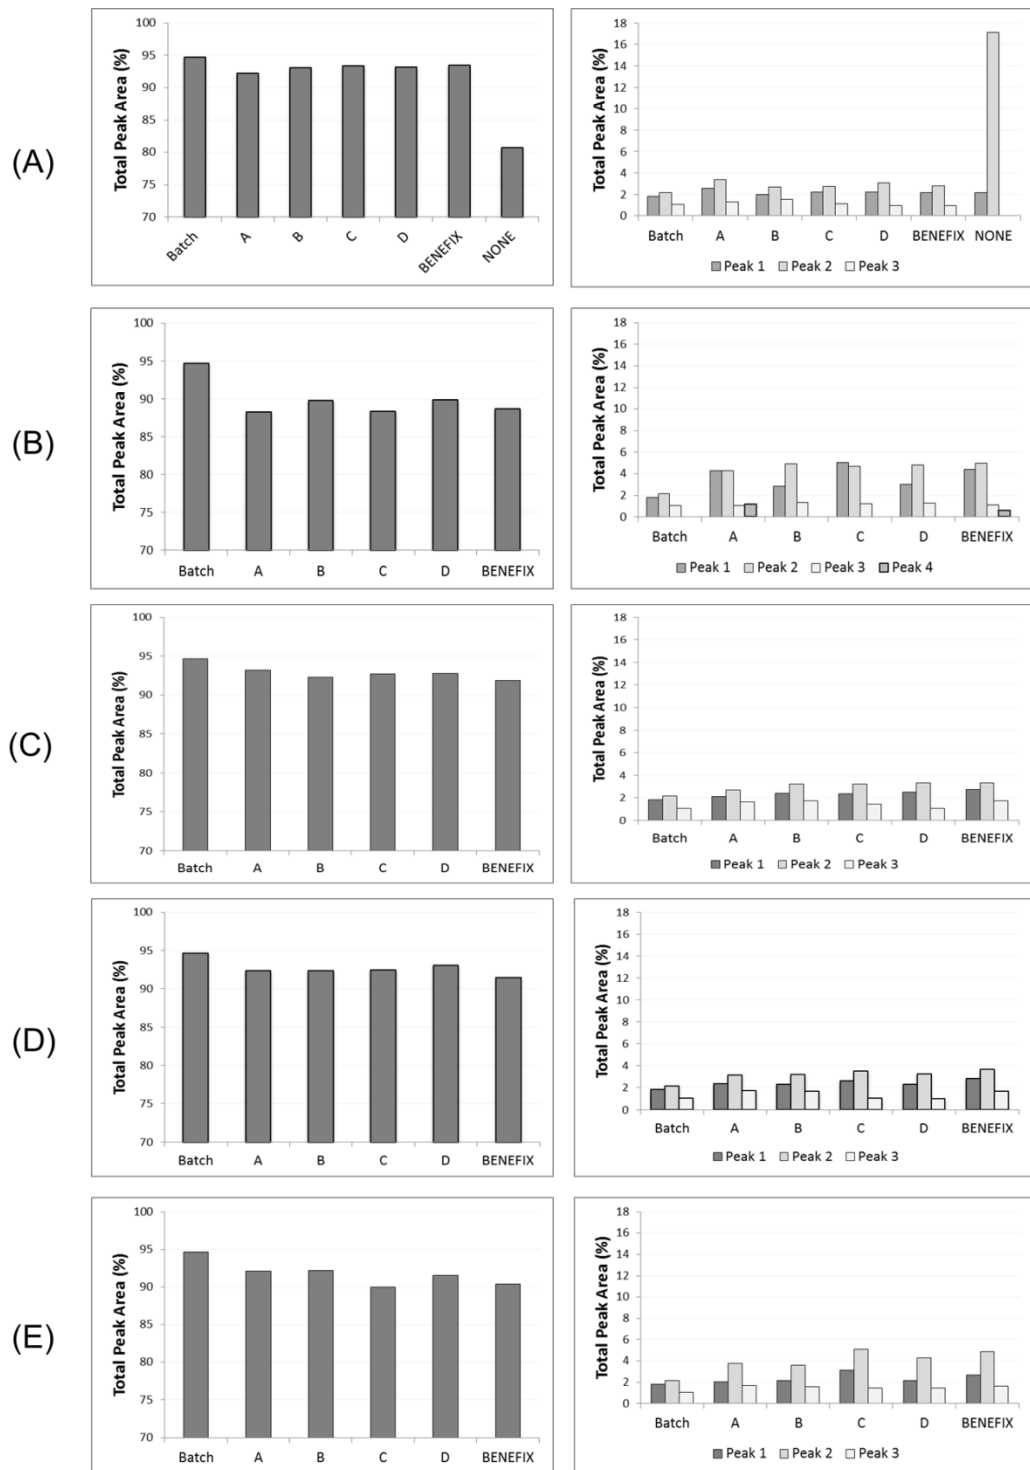 (A)
Total Peak Area (%)
100
95
90
85
80
75
70
Batch A B C D BENEFIX NONE
Total Peak Area (%)
18
16
14
12
10
8
6
4
2
0
Batch A B C D BENEFIX NONE
Peak 1 Peak 2 Peak 3
(B)
Total Peak Area (%)
100
95
90
85
80
75
70
Batch A B C D BENEFIX
Total Peak Area (%)
18
16
14
12
10
8
6
4
2
0
Batch A B C D BENEFIX
Peak 1 Peak 2 Peak 3 Peak 4
(C)
Total Peak Area (%)
100
95
90
85
80
75
70
Batch A B C D BENEFIX
Total Peak Area (%)
18
16
14
12
10
8
6
4
2
0
Batch A B C D BENEFIX
Peak 1 Peak 2 Peak 3
(D)
Total Peak Area (%)
100
95
90
85
80
75
70
Batch A B C D BENEFIX
Total Peak Area (%)
18
16
14
12
10
8
6
4
2
0
Batch A B C D BENEFIX
Peak 1 Peak 2 Peak 3
(E)
Total Peak Area (%)
100
95
90
85
80
75
70
Batch A B C D BENEFIX
Total Peak Area (%)
18
16
14
12
10
8
6
4
2
0
Batch A B C D BENEFIX
Peak 1 Peak 2 Peak 3